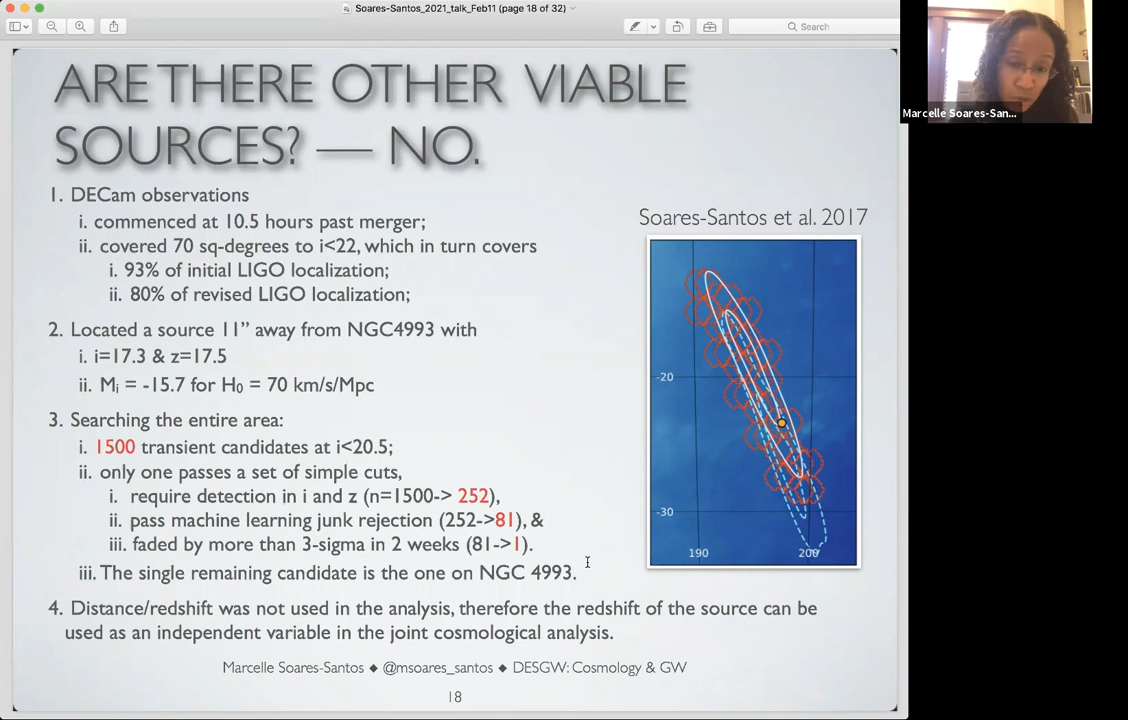 Soares-Santos_2021_talk_Feb11 (page 18 of 32)
Search
ARE THERE OTHER VIABLE
SOURCES? — NO.
1. DECam observations
i. commenced at 10.5 hours past merger;
ii. covered 70 sq-degrees to i<22, which in turn covers
i. 93% of initial LIGO localization;
ii. 80% of revised LIGO localization;
2. Located a source 11” away from NGC4993 with
i. i=17.3 & z=17.5
ii. Mᵢ = -15.7 for H₀ = 70 km/s/Mpc
3. Searching the entire area:
i. 1500 transient candidates at i<20.5;
ii. only one passes a set of simple cuts,
i. require detection in i and z (n=1500-> 252),
ii. pass machine learning junk rejection (252->81), &
iii. faded by more than 3-sigma in 2 weeks (81->1).
iii. The single remaining candidate is the one on NGC 4993.
4. Distance/redshift was not used in the analysis, therefore the redshift of the source can be
used as an independent variable in the joint cosmological analysis.
Soares-Santos et al. 2017
-20
-30
190
200
Marcelle Soares-Santos ◆ @msoares_santos ◆ DESGW: Cosmology & GW
18
Marcelle Soares-San...